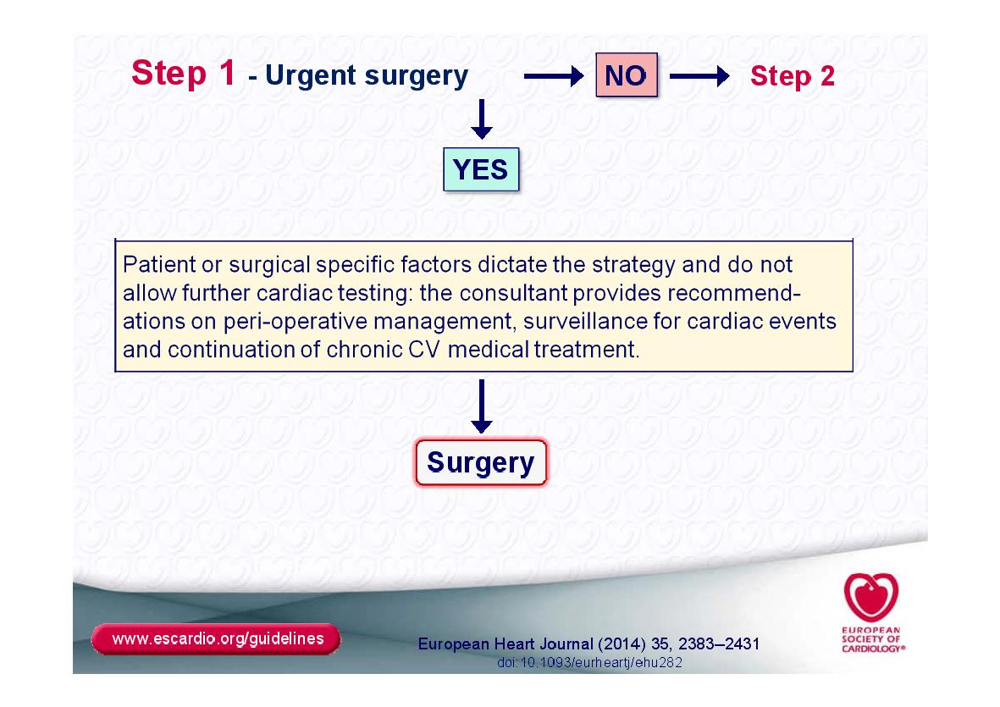 Step 1 - Urgent surgery
NO
Step 2
YES
Patient or surgical specific factors dictate the strategy and do not
allow further cardiac testing: the consultant provides recommend-
ations on peri-operative management, surveillance for cardiac events
and continuation of chronic CV medical treatment.
Surgery
www.escardio.org/guidelines
European Heart Journal (2014) 35, 2383–2431
doi:10.1093/eurheartj/ehu282
EUROPEAN
SOCIETY OF
CARDIOLOGY®